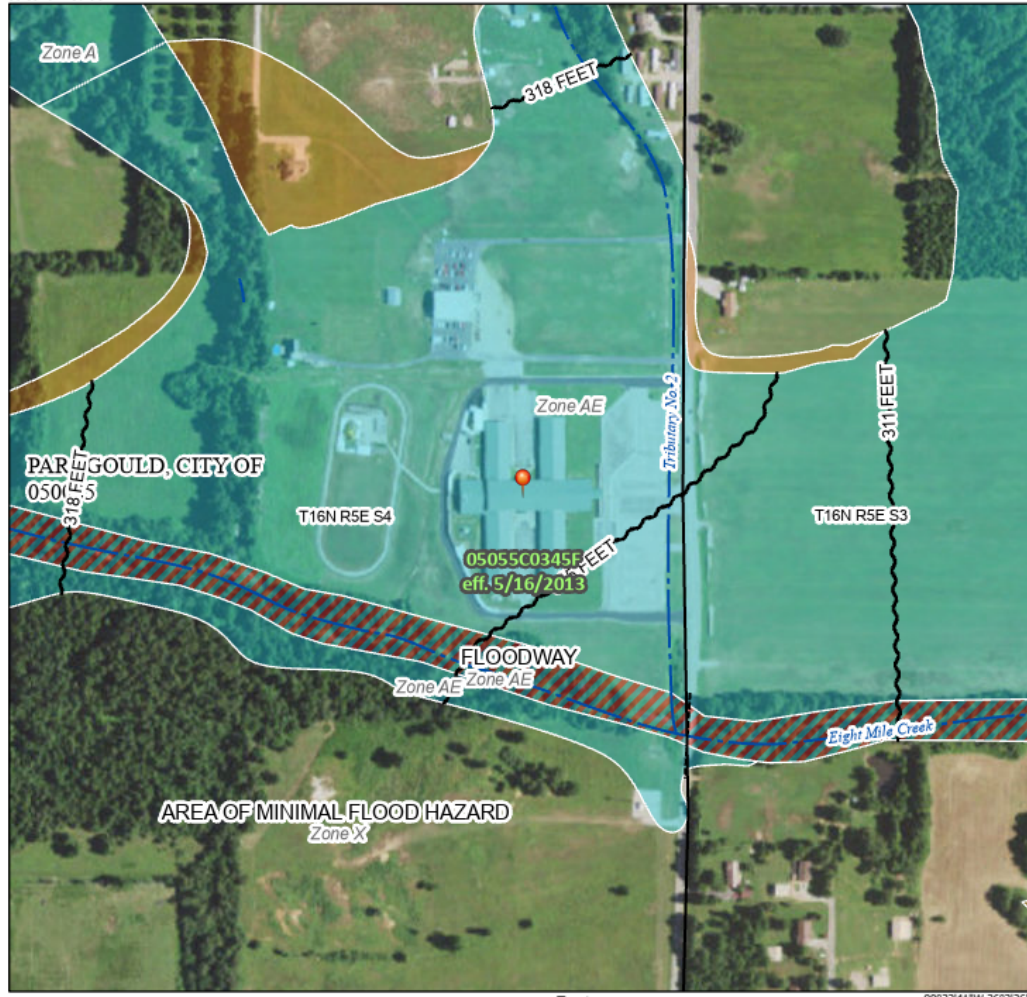 Zone A
318 FEET
Zone AE
Tributary No. 2
311 FEET
318 FEET
T16N R5E S4
T16N R5E S3
FEET
05055C0345F
eff. 5/16/2013
FLOODWAY
Zone AE
Zone AE
Eight Mile Creek
AREA OF MINIMAL FLOOD HAZARD
Zone X
CITY OF